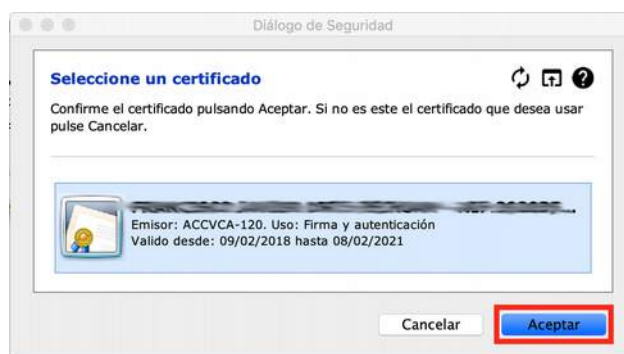 Diálogo de Seguridad
Seleccione un certificado
Confirme el certificado pulsando Aceptar. Si no es este el certificado que desea usar
pulse Cancelar.
Emisor: ACCVCA-120. Uso: Firma y autenticación
Valido desde: 09/02/2018 hasta 08/02/2021
Cancelar
Aceptar